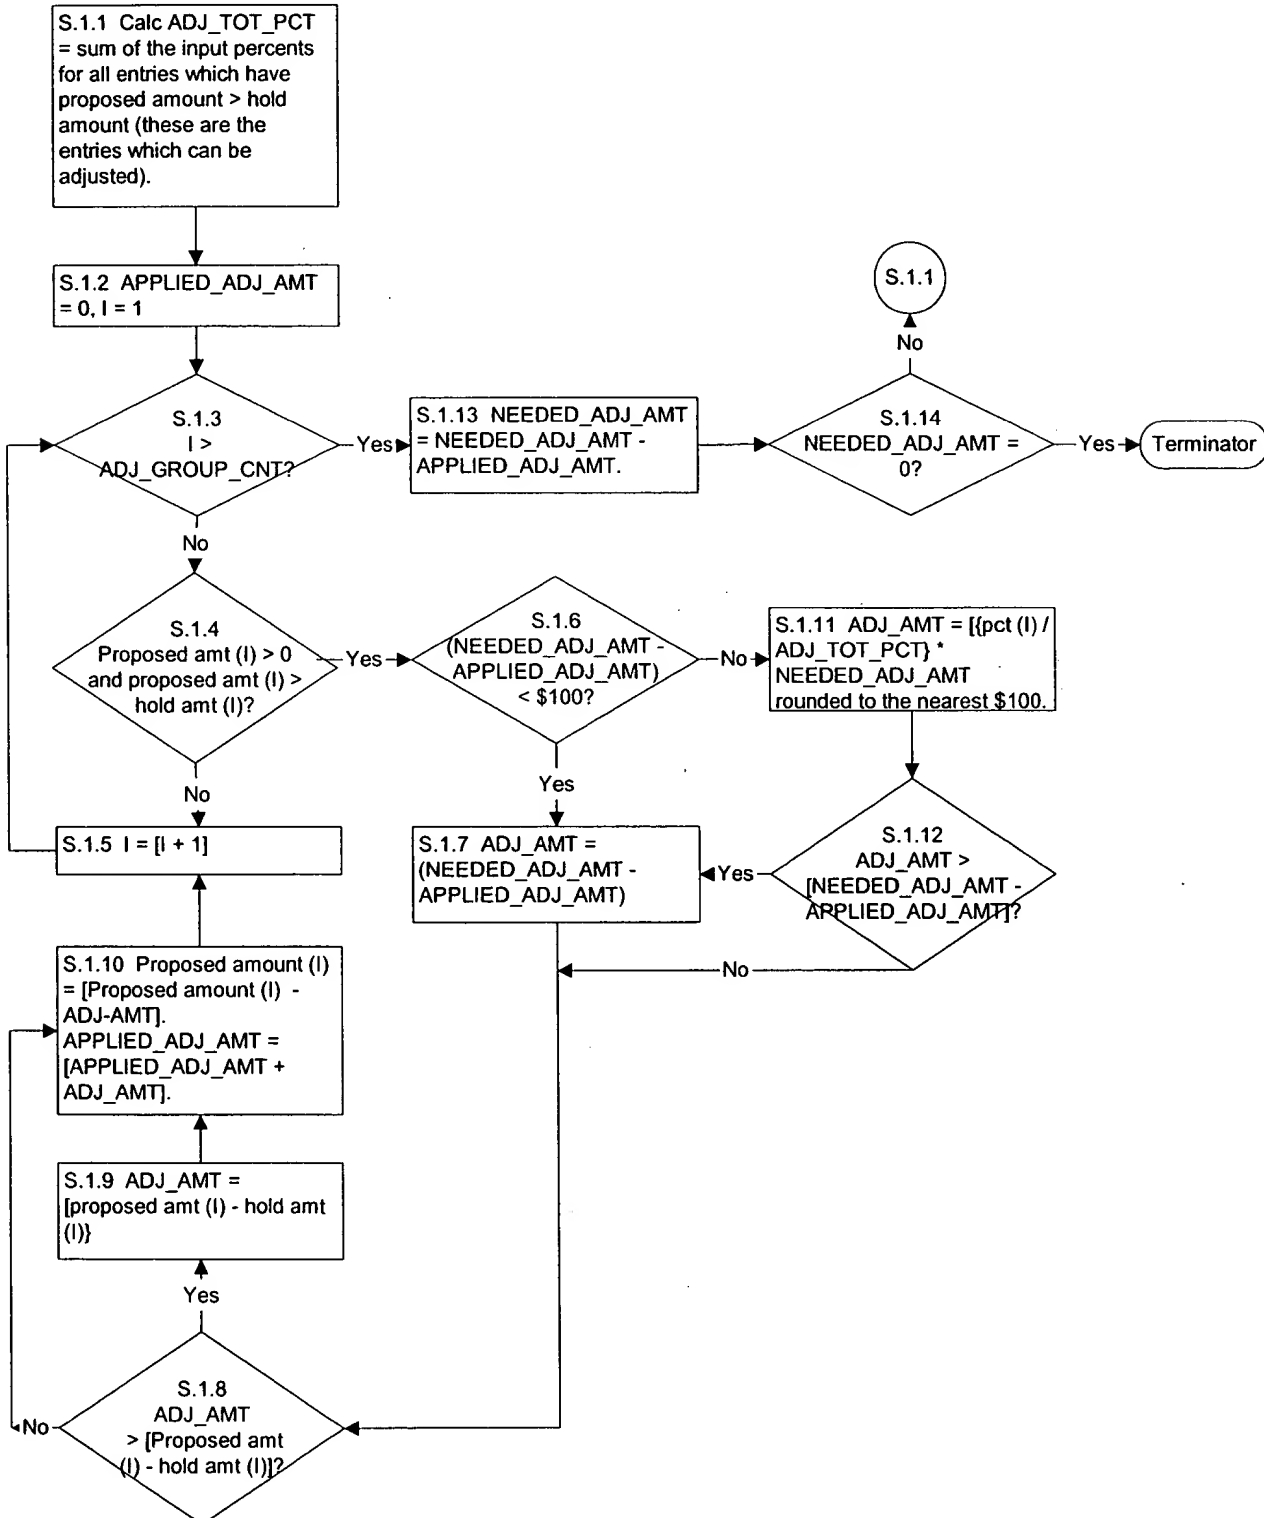 S.1.1 Calc ADJ_TOT_PCT
= sum of the input percents
for all entries which have
proposed amount > hold
amount (these are the
entries which can be
adjusted).
S.1.2 APPLIED_ADJ_AMT
= 0, I = 1
S.1.1
No
S.1.3
I >
ADJ_GROUP_CNT?
Yes
S.1.13 NEEDED_ADJ_AMT
= NEEDED_ADJ_AMT -
APPLIED_ADJ_AMT.
S.1.14
NEEDED_ADJ_AMT =
0?
Yes
Terminator
No
S.1.4
Proposed amt (I) > 0
and proposed amt (I) >
hold amt (I)?
Yes
S.1.6
(NEEDED_ADJ_AMT -
APPLIED_ADJ_AMT)
< $100?
No
S.1.11 ADJ_AMT = [{pct (I) /
ADJ_TOT_PCT} *
NEEDED_ADJ_AMT
rounded to the nearest $100.
No
Yes
S.1.5 I = [I + 1]
S.1.7 ADJ_AMT =
(NEEDED_ADJ_AMT -
APPLIED_ADJ_AMT)
Yes
S.1.12
ADJ_AMT >
[NEEDED_ADJ_AMT -
APPLIED_ADJ_AMT]?
No
S.1.10 Proposed amount (I)
= [Proposed amount (I) -
ADJ-AMT].
APPLIED_ADJ_AMT =
[APPLIED_ADJ_AMT +
ADJ_AMT].
S.1.9 ADJ_AMT =
[proposed amt (I) - hold amt
(I)}
Yes
S.1.8
ADJ_AMT
> [Proposed amt
(I) - hold amt (I)]?
No